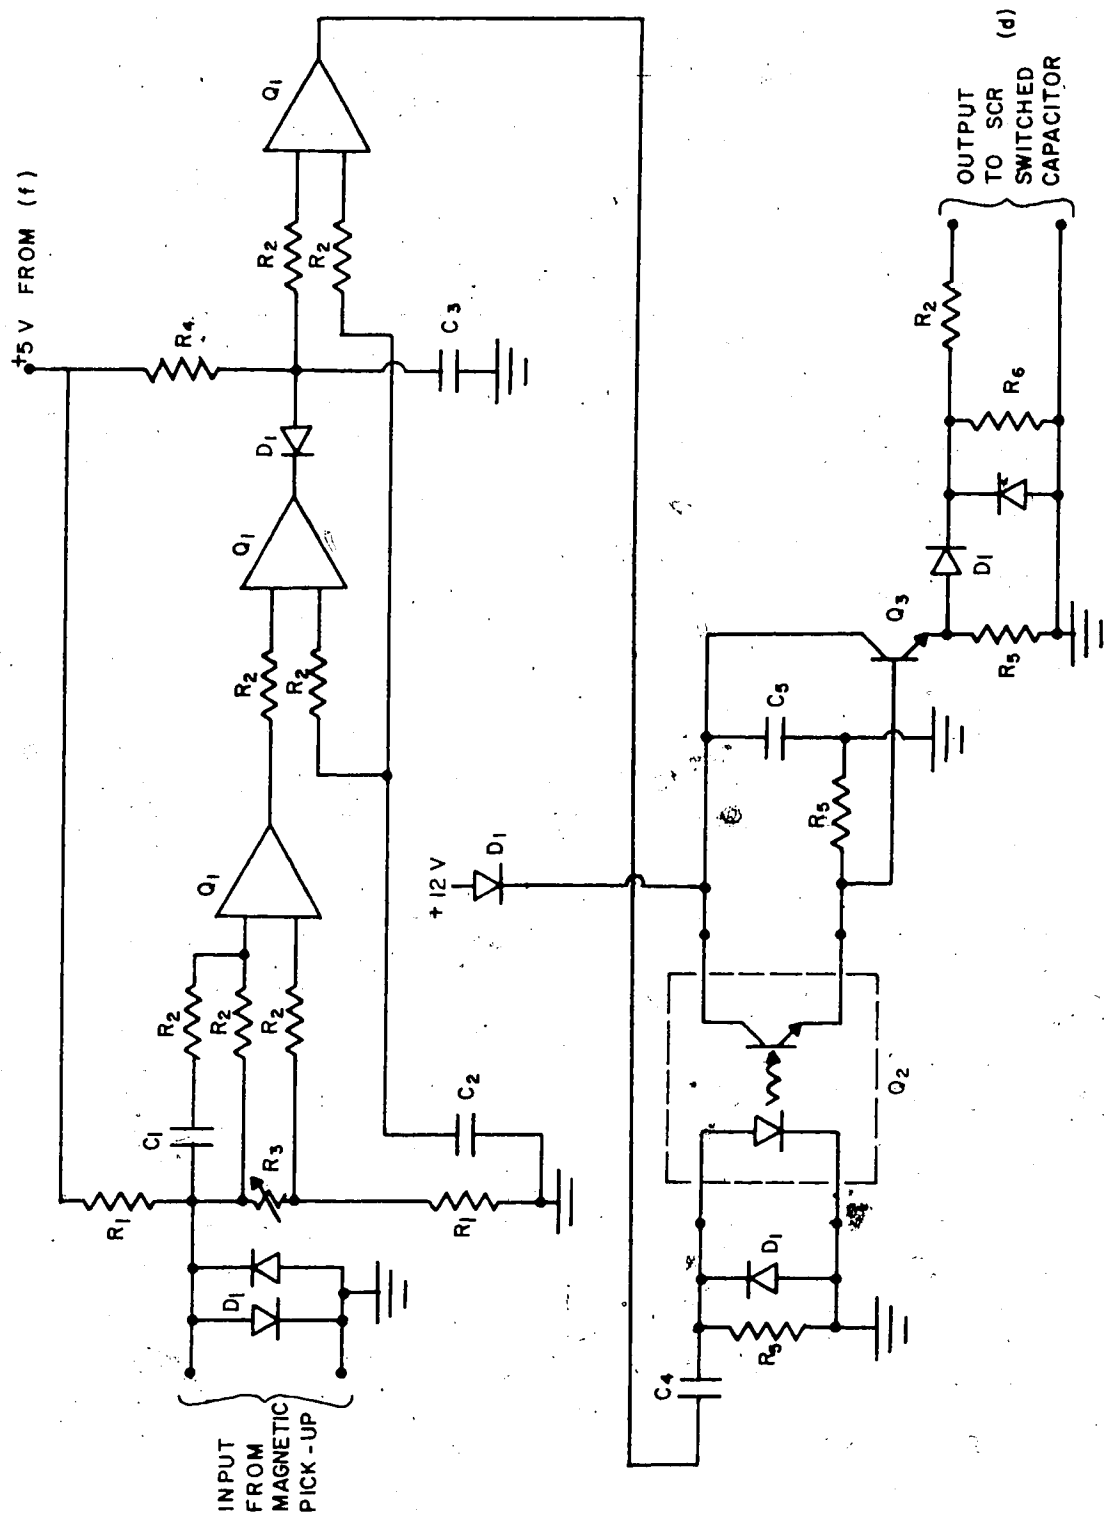 +5 V FROM (f)
R4
D1
R2
R2
Q1
C3
Q1
R2
R2
Q1
R2
R2
R2
C1
R3
R1
R1
C2
D1
INPUT
FROM
MAGNETIC
PICK-UP
+12 V
D1
C4
R5
D1
Q2
R5
C5
Q3
R5
D1
R6
R2
OUTPUT
TO SCR
SWITCHED
CAPACITOR
(d)